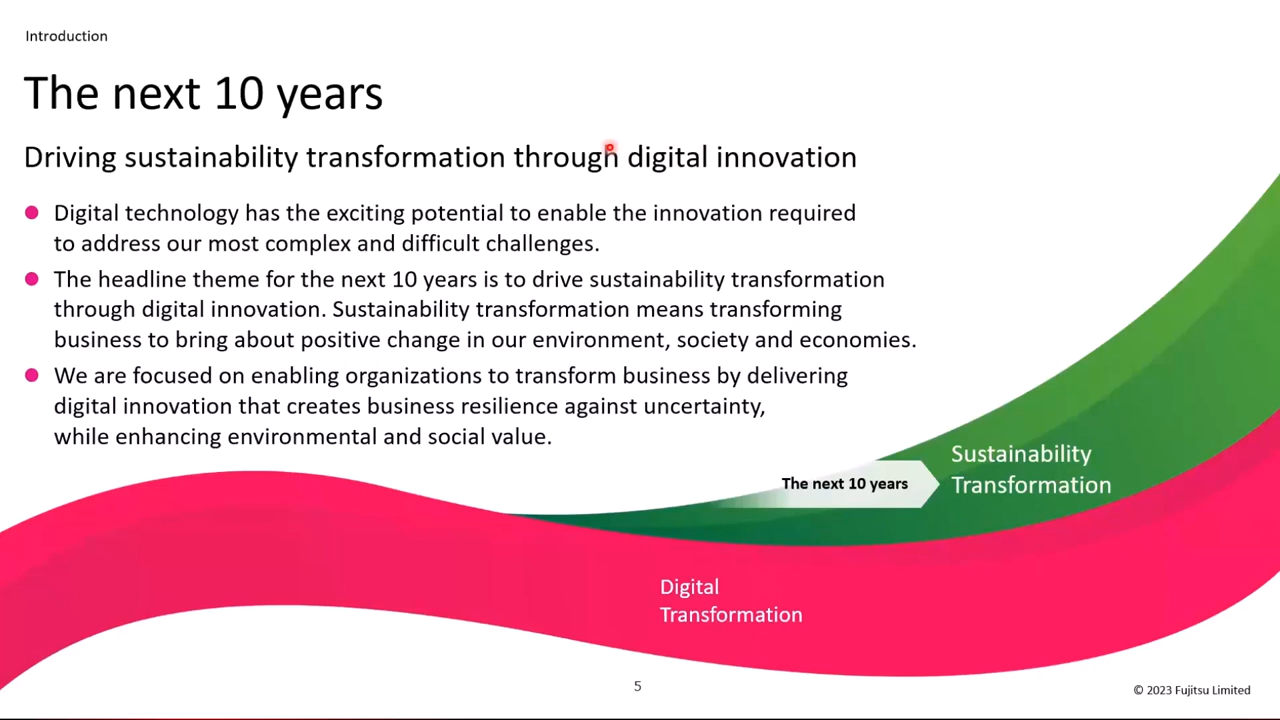 Introduction
The next 10 years
Driving sustainability transformation through digital innovation
Digital technology has the exciting potential to enable the innovation required
to address our most complex and difficult challenges.
The headline theme for the next 10 years is to drive sustainability transformation
through digital innovation. Sustainability transformation means transforming
business to bring about positive change in our environment, society and economies.
We are focused on enabling organizations to transform business by delivering
digital innovation that creates business resilience against uncertainty,
while enhancing environmental and social value.
The next 10 years
Sustainability
Transformation
Digital
Transformation
5
© 2023 Fujitsu Limited